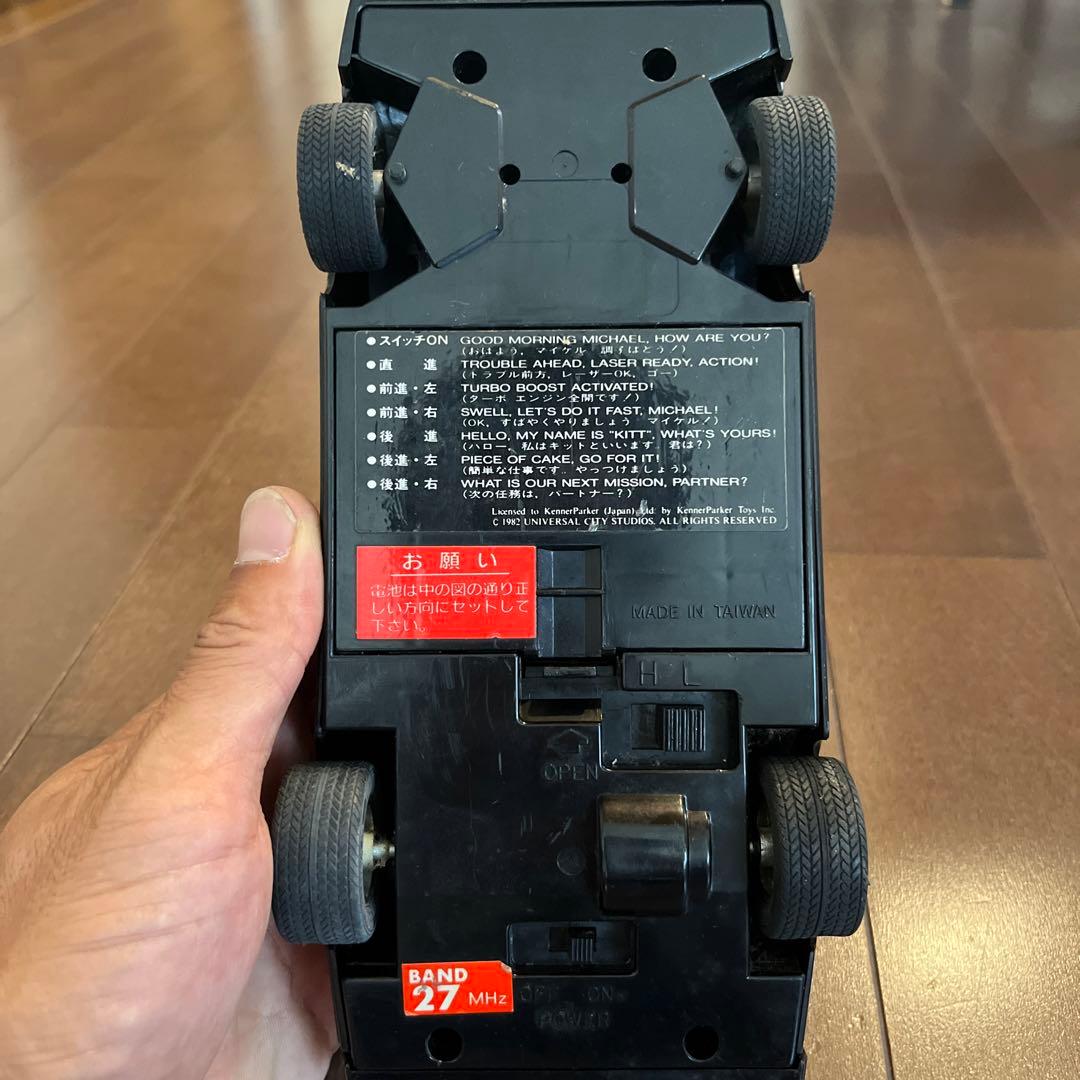 ●スイッチON GOOD MORNING MICHAEL, HOW ARE YOU?
(おはよう, マイケル 調子はどう!)
●直 進 TROUBLE AHEAD, LASER READY, ACTION!
(トラブル前方, レーザーOK, ゴー)
●前進・左 TURBO BOOST ACTIVATED!
(ターボ エンジン全開です!)
●前進・右 SWELL, LET'S DO IT FAST, MICHAEL!
(OK, すばやくやりましょう マイケル!)
●後 進 HELLO, MY NAME IS "KITT", WHAT'S YOURS!
(ハロー, 私はキットといいます. 君は?)
●後進・左 PIECE OF CAKE, GO FOR IT!
(簡単な仕事です.. やっつけましょう)
●後進・右 WHAT IS OUR NEXT MISSION, PARTNER?
(次の任務は, パートナー?)
Licensed to KennerParker (Japan) Ltd. by KennerParker Toys Inc.
© 1982 UNIVERSAL CITY STUDIOS. ALL RIGHTS RESERVED
お願い
電池は中の図の通り正
しい方向にセットして
下さい。
MADE IN TAIWAN
H L
OPEN
BAND
27 MHz
OFF ON
POWER